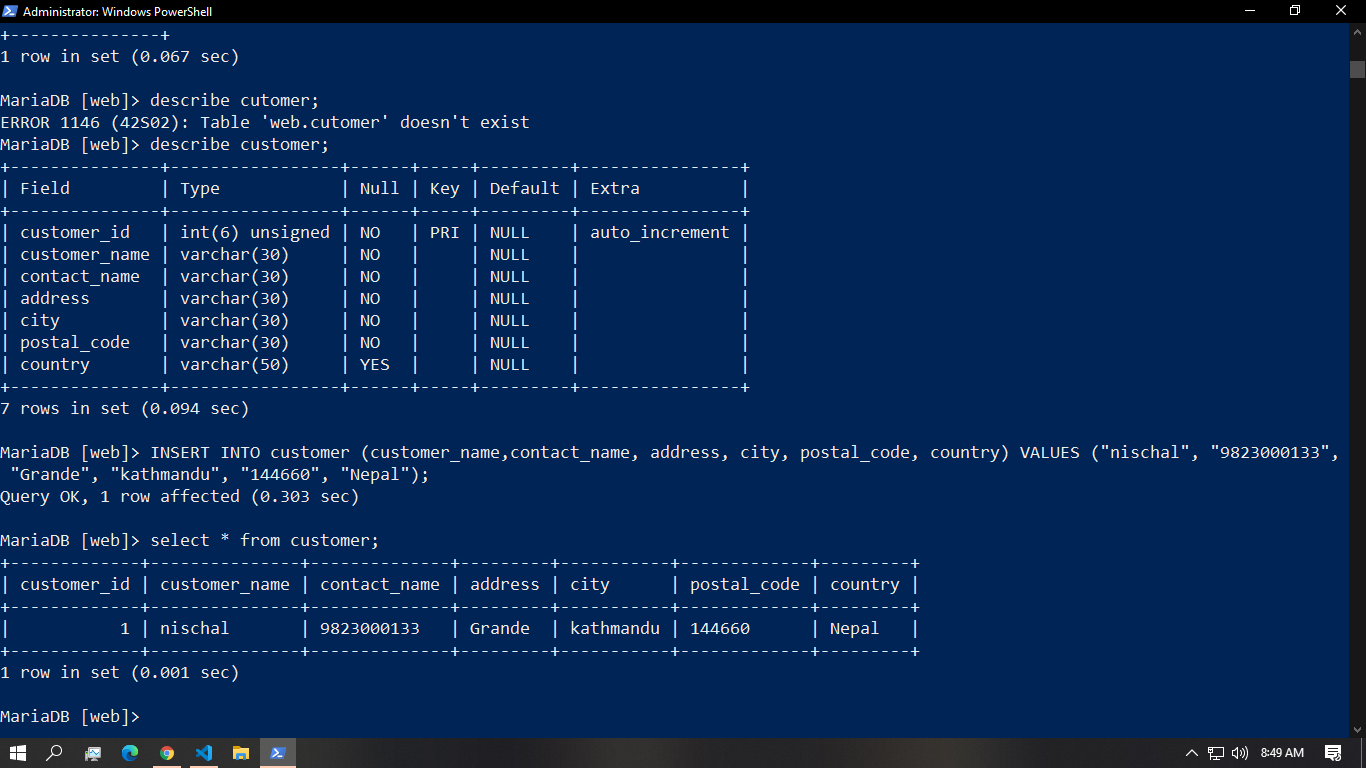 Administrator: Windows PowerShell
+---------------+
1 row in set (0.067 sec)
MariaDB [web]> describe cutomer;
ERROR 1146 (42S02): Table 'web.cutomer' doesn't exist
MariaDB [web]> describe customer;
+---------------+-----------------+------+-----+---------+----------------+
| Field         | Type            | Null | Key | Default | Extra          |
+---------------+-----------------+------+-----+---------+----------------+
| customer_id   | int(6) unsigned | NO   | PRI | NULL    | auto_increment |
| customer_name | varchar(30)     | NO   |     | NULL    |                |
| contact_name  | varchar(30)     | NO   |     | NULL    |                |
| address       | varchar(30)     | NO   |     | NULL    |                |
| city          | varchar(30)     | NO   |     | NULL    |                |
| postal_code   | varchar(30)     | NO   |     | NULL    |                |
| country       | varchar(50)     | YES  |     | NULL    |                |
+---------------+-----------------+------+-----+---------+----------------+
7 rows in set (0.094 sec)
MariaDB [web]> INSERT INTO customer (customer_name,contact_name, address, city, postal_code, country) VALUES ("nischal", "9823000133",
 "Grande", "kathmandu", "144660", "Nepal");
Query OK, 1 row affected (0.303 sec)
MariaDB [web]> select * from customer;
+-------------+---------------+--------------+---------+-----------+-------------+---------+
| customer_id | customer_name | contact_name | address | city      | postal_code | country |
+-------------+---------------+--------------+---------+-----------+-------------+---------+
|           1 | nischal       | 9823000133   | Grande  | kathmandu | 144660      | Nepal   |
+-------------+---------------+--------------+---------+-----------+-------------+---------+
1 row in set (0.001 sec)
MariaDB [web]>
8:49 AM